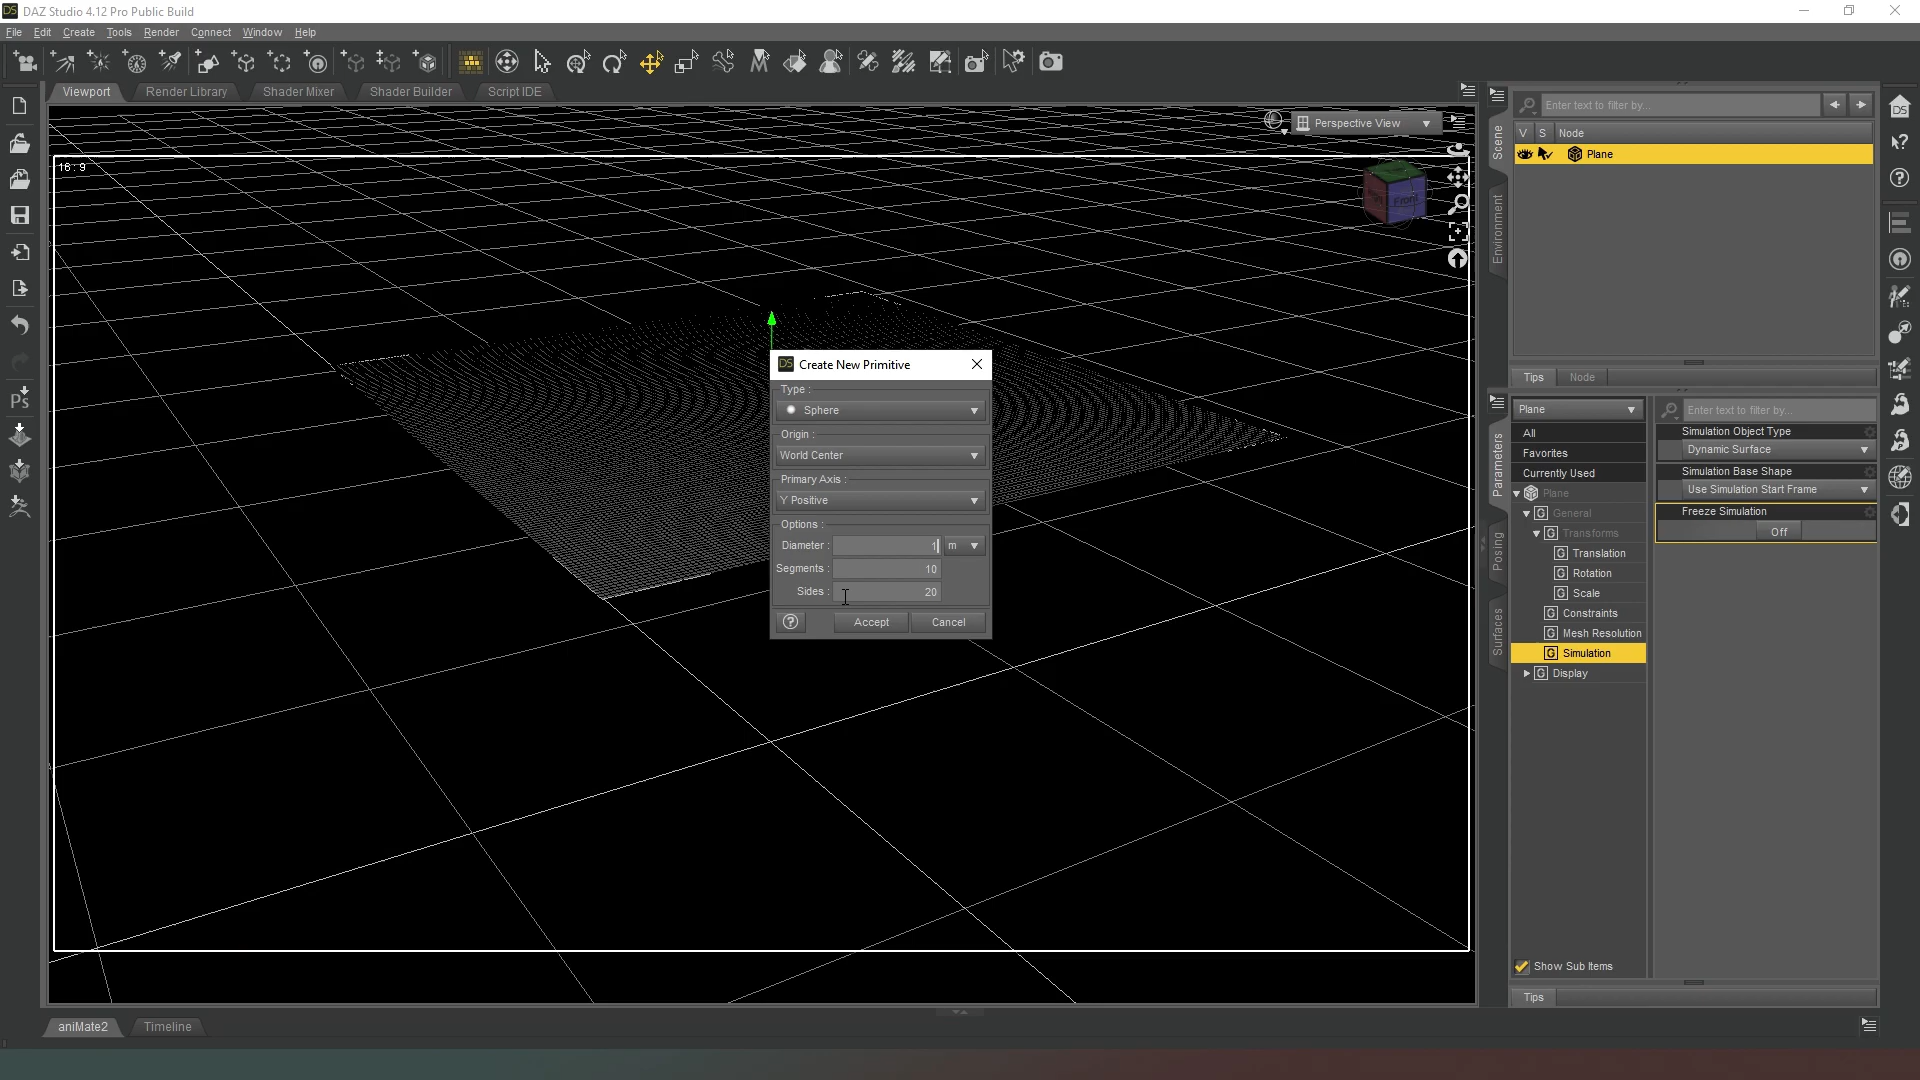 DAZ Studio 4.12 Pro Public Build
File Edit Create Tools Render Connect Window Help
Viewport Render Library Shader Mixer Shader Builder Script IDE
16 : 9
Perspective View
Front
Create New Primitive
Type :
Sphere
Origin :
World Center
Primary Axis :
Y Positive
Options :
Diameter : 1 m
Segments : 10
Sides : 20
Accept Cancel
Scene
Environment
Enter text to filter by...
V S Node
Plane
Tips Node
Parameters
Posing
Surfaces
Plane
All
Favorites
Currently Used
Plane
General
Transforms
Translation
Rotation
Scale
Constraints
Mesh Resolution
Simulation
Display
Show Sub Items
Enter text to filter by...
Simulation Object Type
Dynamic Surface
Simulation Base Shape
Use Simulation Start Frame
Freeze Simulation
Off
Tips
aniMate2 Timeline